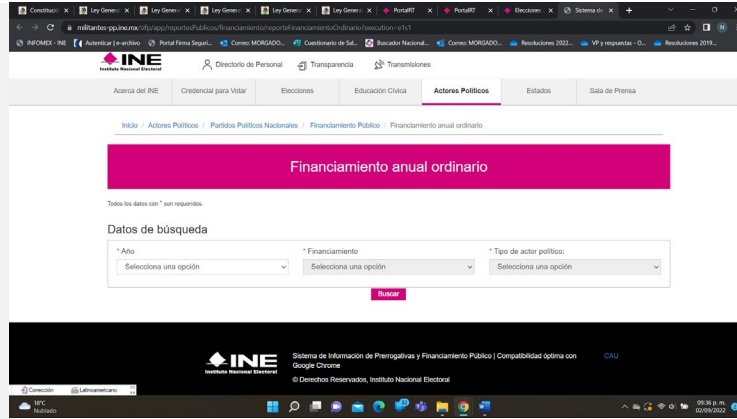 Constitució
Ley Genera
Ley Genera
Ley Genera
Ley Genera
Ley Genera
PortalRT
PortalRT
Elecciones
Sistema de
militantes-pp.ine.mx/sifp/app/reportesPublicos/financiamiento/reporteFinanciamientoOrdinario?execution=e1s1
INFOMEX - INE
Autenticar | e-archivo
Portal Firma Seguri...
Correo: MORGADO...
Cuestionario de Sal...
Buscador Nacional...
Correo: MORGADO...
Resoluciones 2022...
VP y respuestas - O...
Resoluciones 2019...
INE
Instituto Nacional Electoral
Directorio de Personal
Transparencia
Transmisiones
Acerca del INE
Credencial para Votar
Elecciones
Educación Cívica
Actores Políticos
Estados
Sala de Prensa
Inicio / Actores Políticos / Partidos Políticos Nacionales / Financiamiento Público / Financiamiento anual ordinario
Financiamiento anual ordinario
Todos los datos con * son requeridos.
Datos de búsqueda
* Año
* Financiamiento
* Tipo de actor político:
Selecciona una opción
Selecciona una opción
Selecciona una opción
Buscar
INE
Instituto Nacional Electoral
Sistema de Información de Prerrogativas y Financiamiento Público | Compatibilidad óptima con
Google Chrome
© Derechos Reservados, Instituto Nacional Electoral
CAU
Corrección
Latinoamericano
18°C
Nublado
09:36 p. m.
02/09/2022